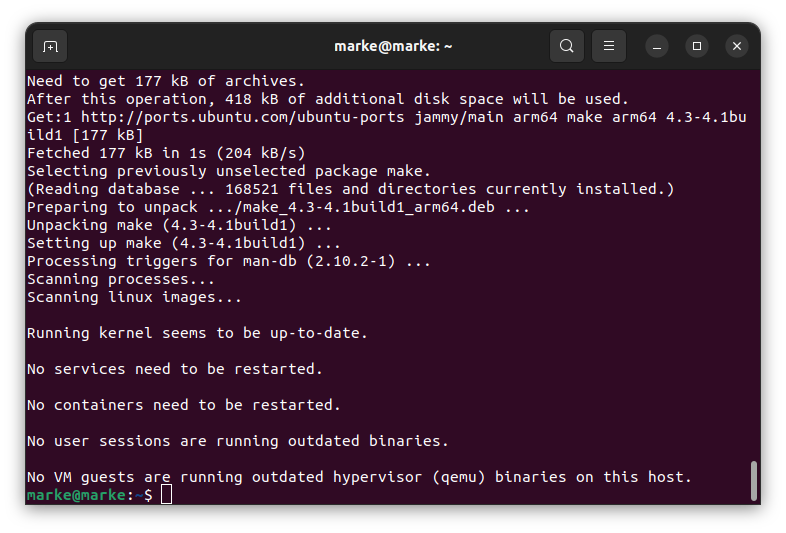 marke@marke: ~
Need to get 177 kB of archives.
After this operation, 418 kB of additional disk space will be used.
Get:1 http://ports.ubuntu.com/ubuntu-ports jammy/main arm64 make arm64 4.3-4.1bu
ild1 [177 kB]
Fetched 177 kB in 1s (204 kB/s)
Selecting previously unselected package make.
(Reading database ... 168521 files and directories currently installed.)
Preparing to unpack .../make_4.3-4.1build1_arm64.deb ...
Unpacking make (4.3-4.1build1) ...
Setting up make (4.3-4.1build1) ...
Processing triggers for man-db (2.10.2-1) ...
Scanning processes...
Scanning linux images...
Running kernel seems to be up-to-date.
No services need to be restarted.
No containers need to be restarted.
No user sessions are running outdated binaries.
No VM guests are running outdated hypervisor (qemu) binaries on this host.
marke@marke:~$